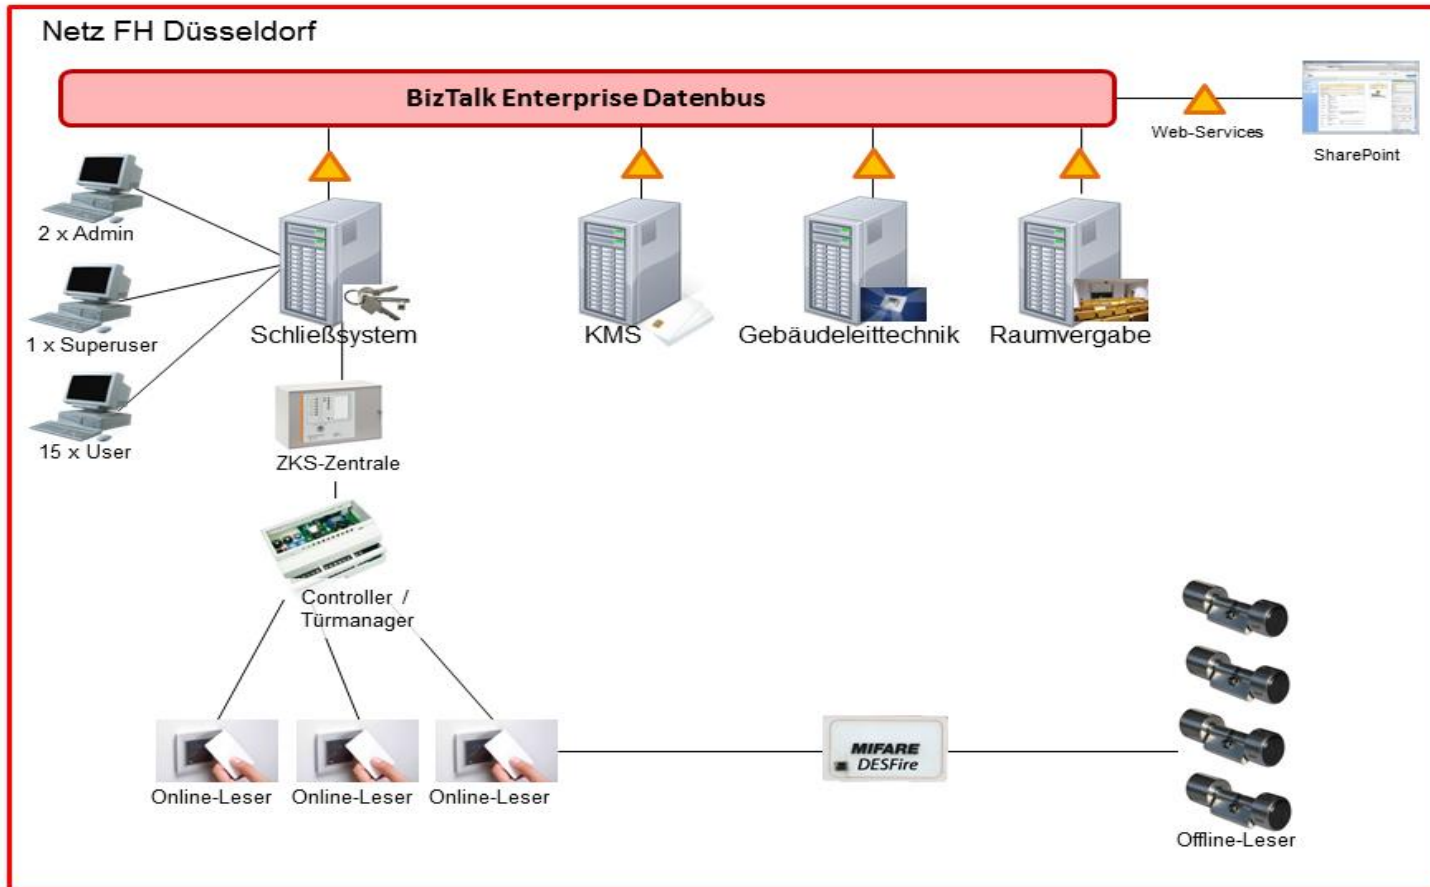 Netz FH Düsseldorf
BizTalk Enterprise Datenbus
Web-Services
SharePoint
2 x Admin
1 x Superuser
15 x User
Schließsystem
KMS
Gebäudeleittechnik
Raumvergabe
ZKS-Zentrale
Controller /
Türmanager
Online-Leser
Online-Leser
Online-Leser
MIFARE
DESFire
Offline-Leser